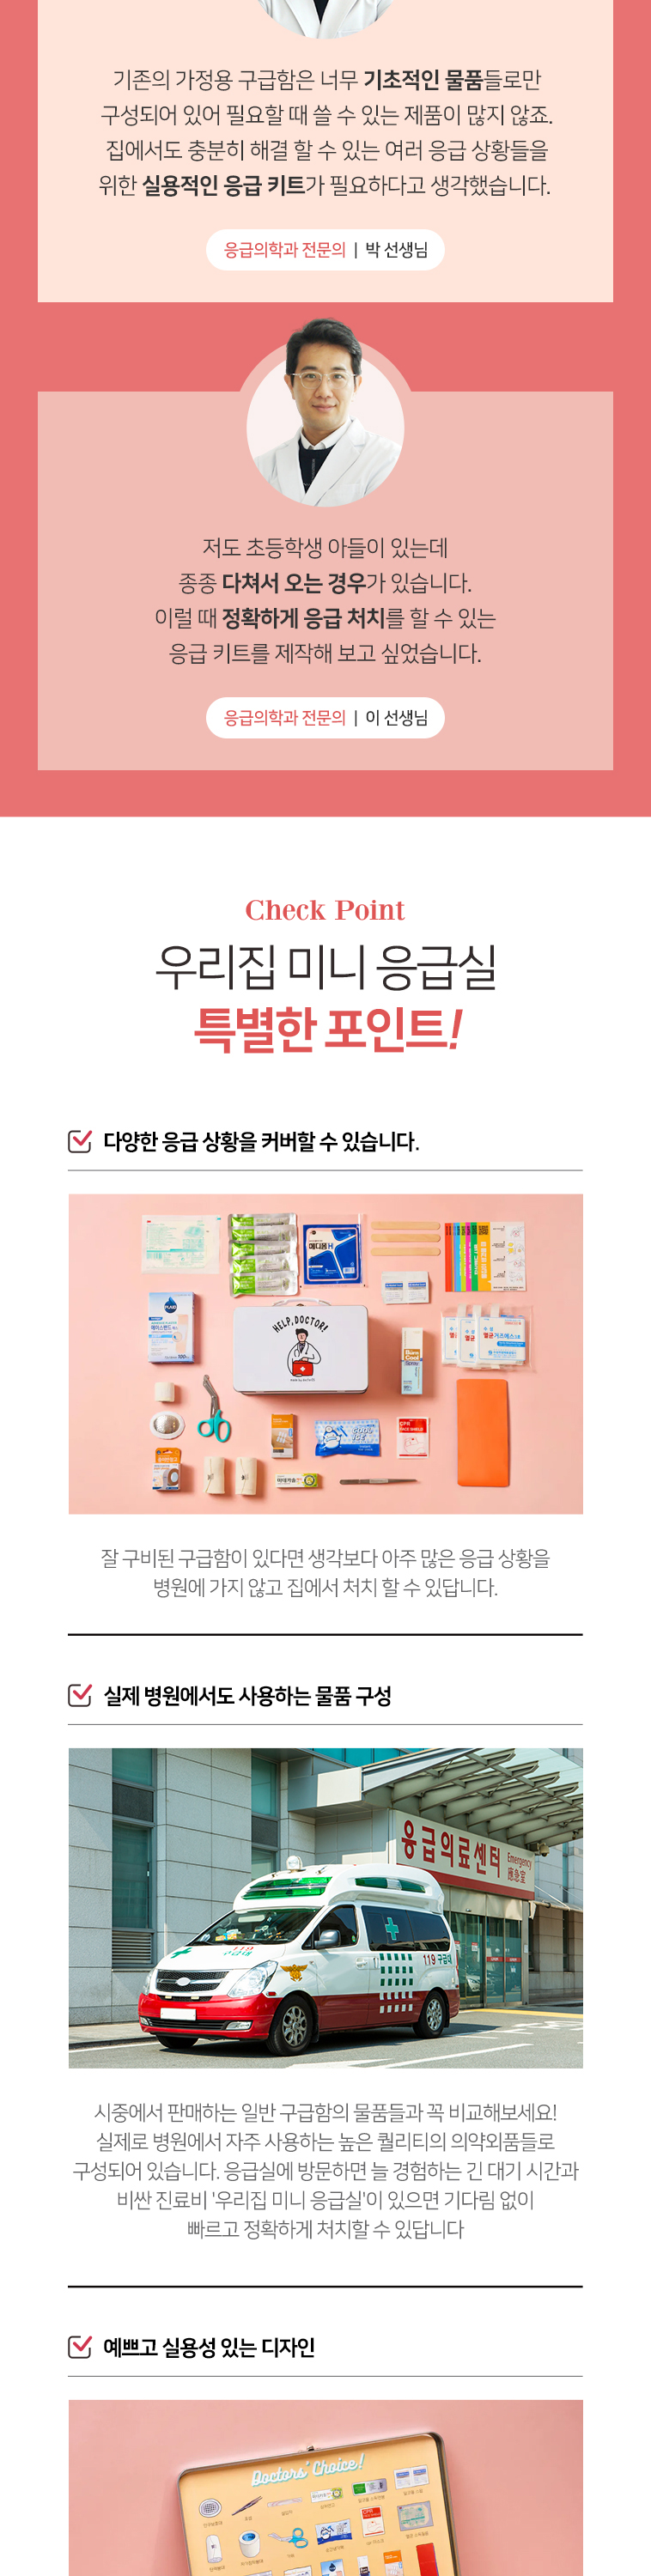 기존의 가정용 구급함은 너무 기초적인 물품들로만
구성되어 있어 필요할 때 쓸 수 있는 제품이 많지 않죠.
집에서도 충분히 해결 할 수 있는 여러 응급 상황들을
위한 실용적인 응급 키트가 필요하다고 생각했습니다.
응급의학과 전문의 | 박 선생님
저도 초등학생 아들이 있는데
종종 다쳐서 오는 경우가 있습니다.
이럴 때 정확하게 응급 처치를 할 수 있는
응급 키트를 제작해 보고 싶었습니다.
응급의학과 전문의 | 이 선생님
Check Point
우리집 미니 응급실
특별한 포인트!
다양한 응급 상황을 커버할 수 있습니다.
메디폼 H
HELP, DOCTOR!
에이스밴드
Burn Cool Spray
COOL ICE
CPR
FACE SHIELD
잘 구비된 구급함이 있다면 생각보다 아주 많은 응급 상황을
병원에 가지 않고 집에서 처치 할 수 있답니다.
실제 병원에서도 사용하는 물품 구성
응급의료센터
Emergency
應急室
119 구급대
시중에서 판매하는 일반 구급함의 물품들과 꼭 비교해보세요!
실제로 병원에서 자주 사용하는 높은 퀄리티의 의약외품들로
구성되어 있습니다. 응급실에 방문하면 늘 경험하는 긴 대기 시간과
비싼 진료비 '우리집 미니 응급실'이 있으면 기다림 없이
빠르고 정확하게 처치할 수 있답니다
예쁘고 실용성 있는 디자인
Doctors' Choice!